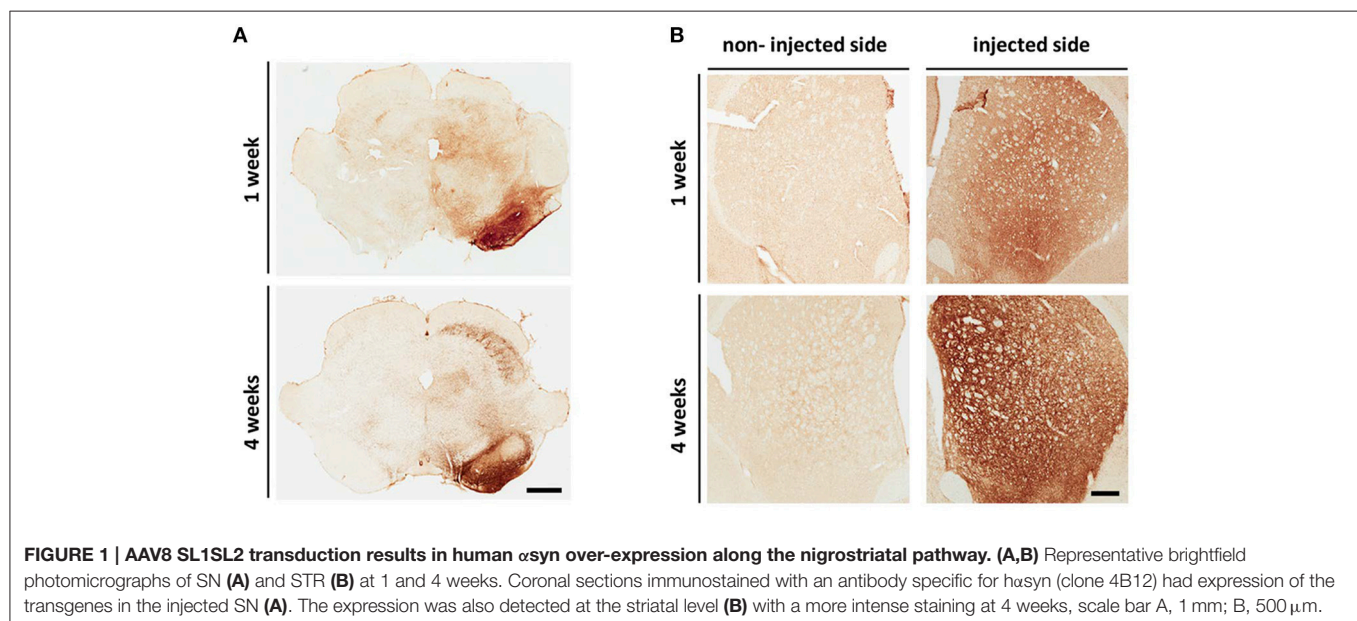 A
B
non- injected side
injected side
1 week
1 week
4 weeks
4 weeks
FIGURE 1 | AAV8 SL1SL2 transduction results in human αsyn over-expression along the nigrostriatal pathway. (A,B) Representative brightfield
photomicrographs of SN (A) and STR (B) at 1 and 4 weeks. Coronal sections immunostained with an antibody specific for hαsyn (clone 4B12) had expression of the
transgenes in the injected SN (A). The expression was also detected at the striatal level (B) with a more intense staining at 4 weeks, scale bar A, 1 mm; B, 500 μm.